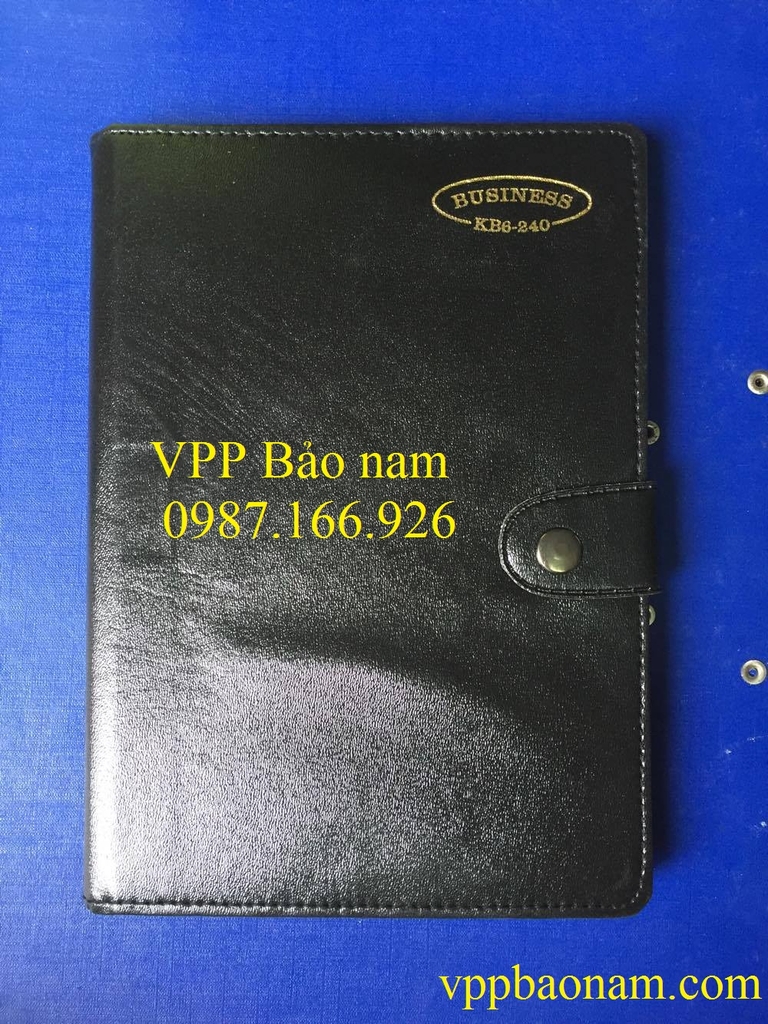 BUSINESS
KB6-240
VPP Bảo nam
0987.166.926
vppbaonam.com